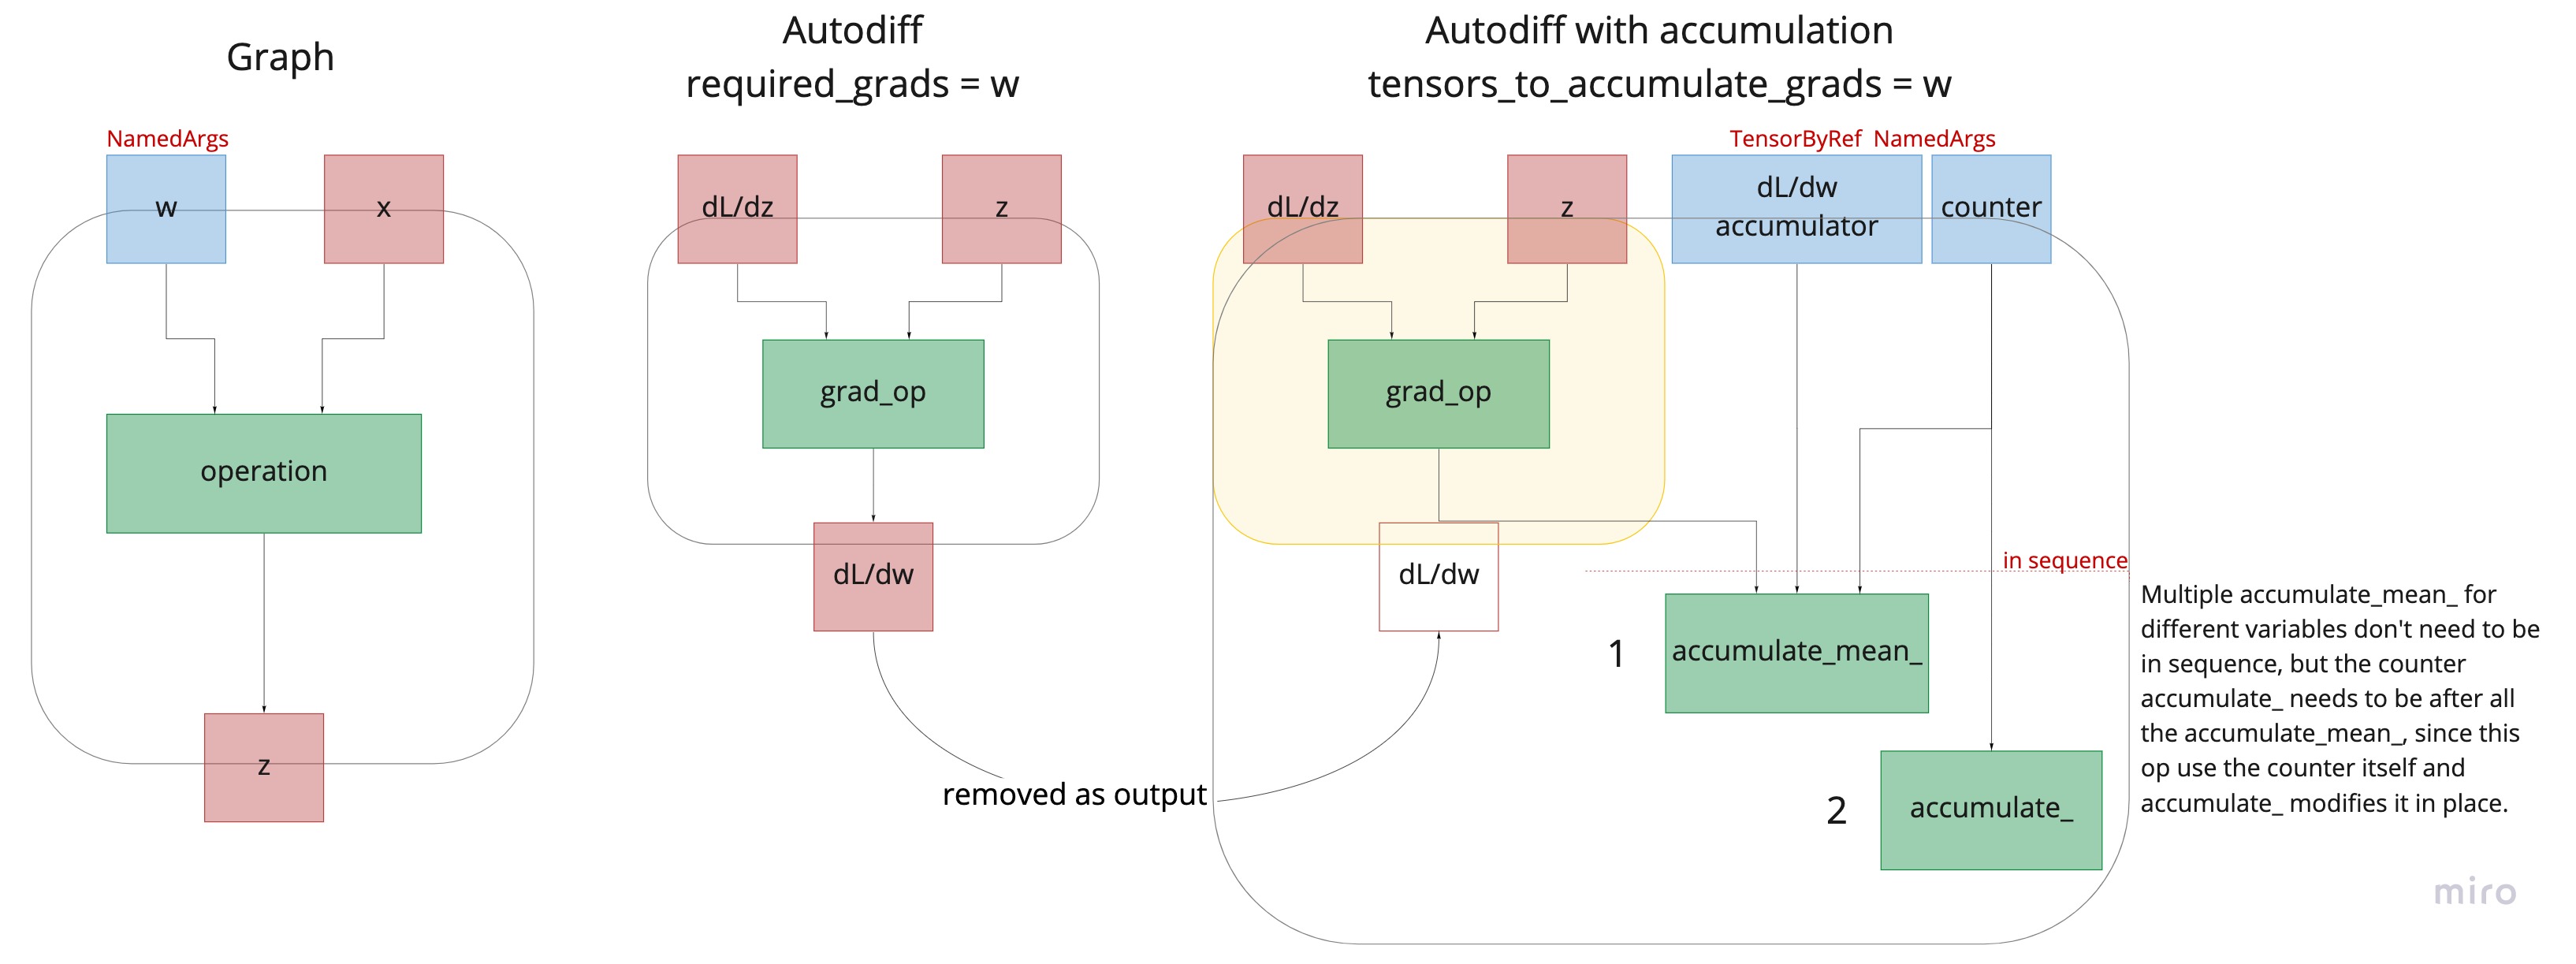 Graph
NamedArgs
w
x
operation
z
Autodiff
required_grads = w
dL/dz
z
grad_op
dL/dw
removed as output
Autodiff with accumulation
tensors_to_accumulate_grads = w
TensorByRef NamedArgs
dL/dz
z
dL/dw
accumulator
counter
grad_op
dL/dw
in sequence
1
accumulate_mean_
2
accumulate_
Multiple accumulate_mean_ for
different variables don't need to be
in sequence, but the counter
accumulate_ needs to be after all
the accumulate_mean_, since this
op use the counter itself and
accumulate_ modifies it in place.
miro